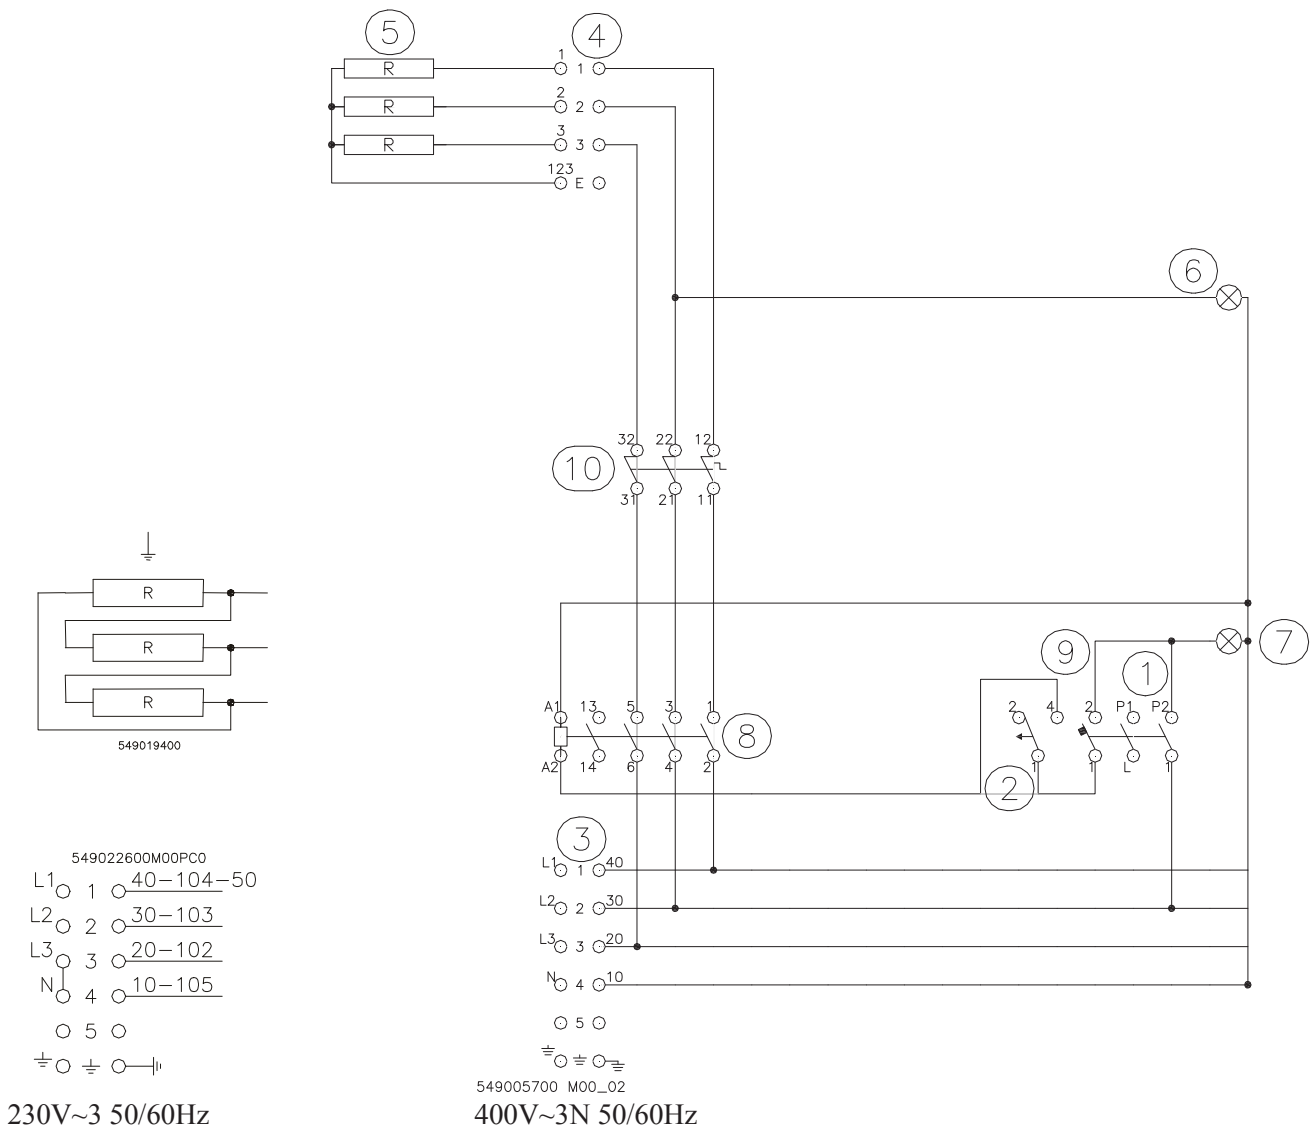 5 4
1
R 1
2
R 2
3
R 3
123
E
6
32 22 12
10
31 21 11
R
R
R
549019400
7
9
1
A1 13 5 3 1
2 4 2 P1 P2
8
A2 14 6 4 2
1 1 L 1
2
3
L1 1 40
L2 2 30
L3 3 20
N 4 10
5
549005700 M00_02
400V~3N 50/60Hz
549022600M00PC0
L1 1 40-104-50
L2 2 30-103
L3 3 20-102
N 4 10-105
5
230V~3 50/60Hz